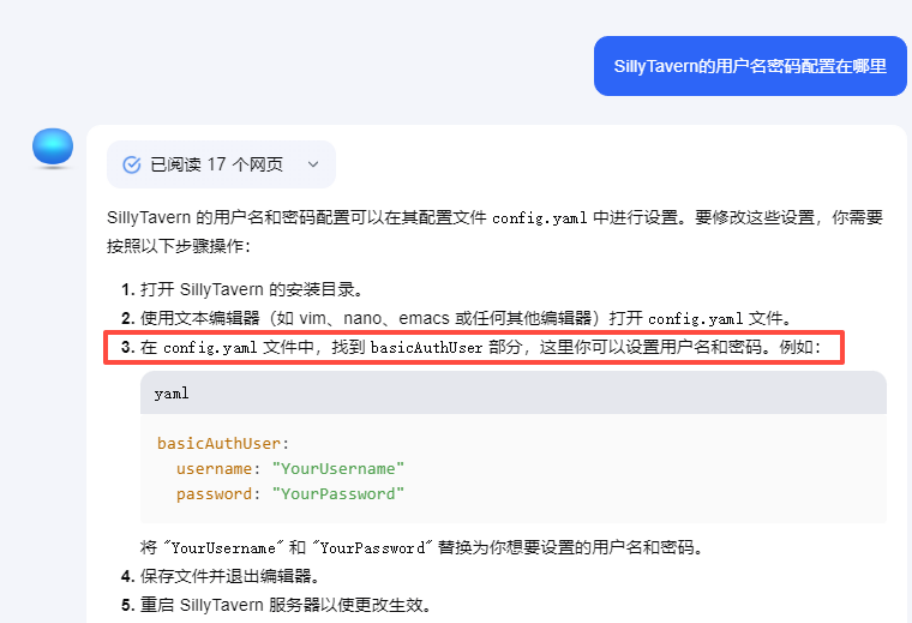 SillyTavern的用户名密码配置在哪里
已阅读 17 个网页
SillyTavern 的用户名和密码配置可以在其配置文件 config.yaml 中进行设置。要修改这些设置，你需要
按照以下步骤操作：
1. 打开 SillyTavern 的安装目录。
2. 使用文本编辑器（如 vim、nano、emacs 或任何其他编辑器）打开 config.yaml 文件。
3. 在 config.yaml 文件中，找到 basicAuthUser 部分，这里你可以设置用户名和密码。例如：
yaml
basicAuthUser:
  username: "YourUsername"
  password: "YourPassword"
将 "YourUsername" 和 "YourPassword" 替换为你想要设置的用户名和密码。
4. 保存文件并退出编辑器。
5. 重启 SillyTavern 服务器以使更改生效。